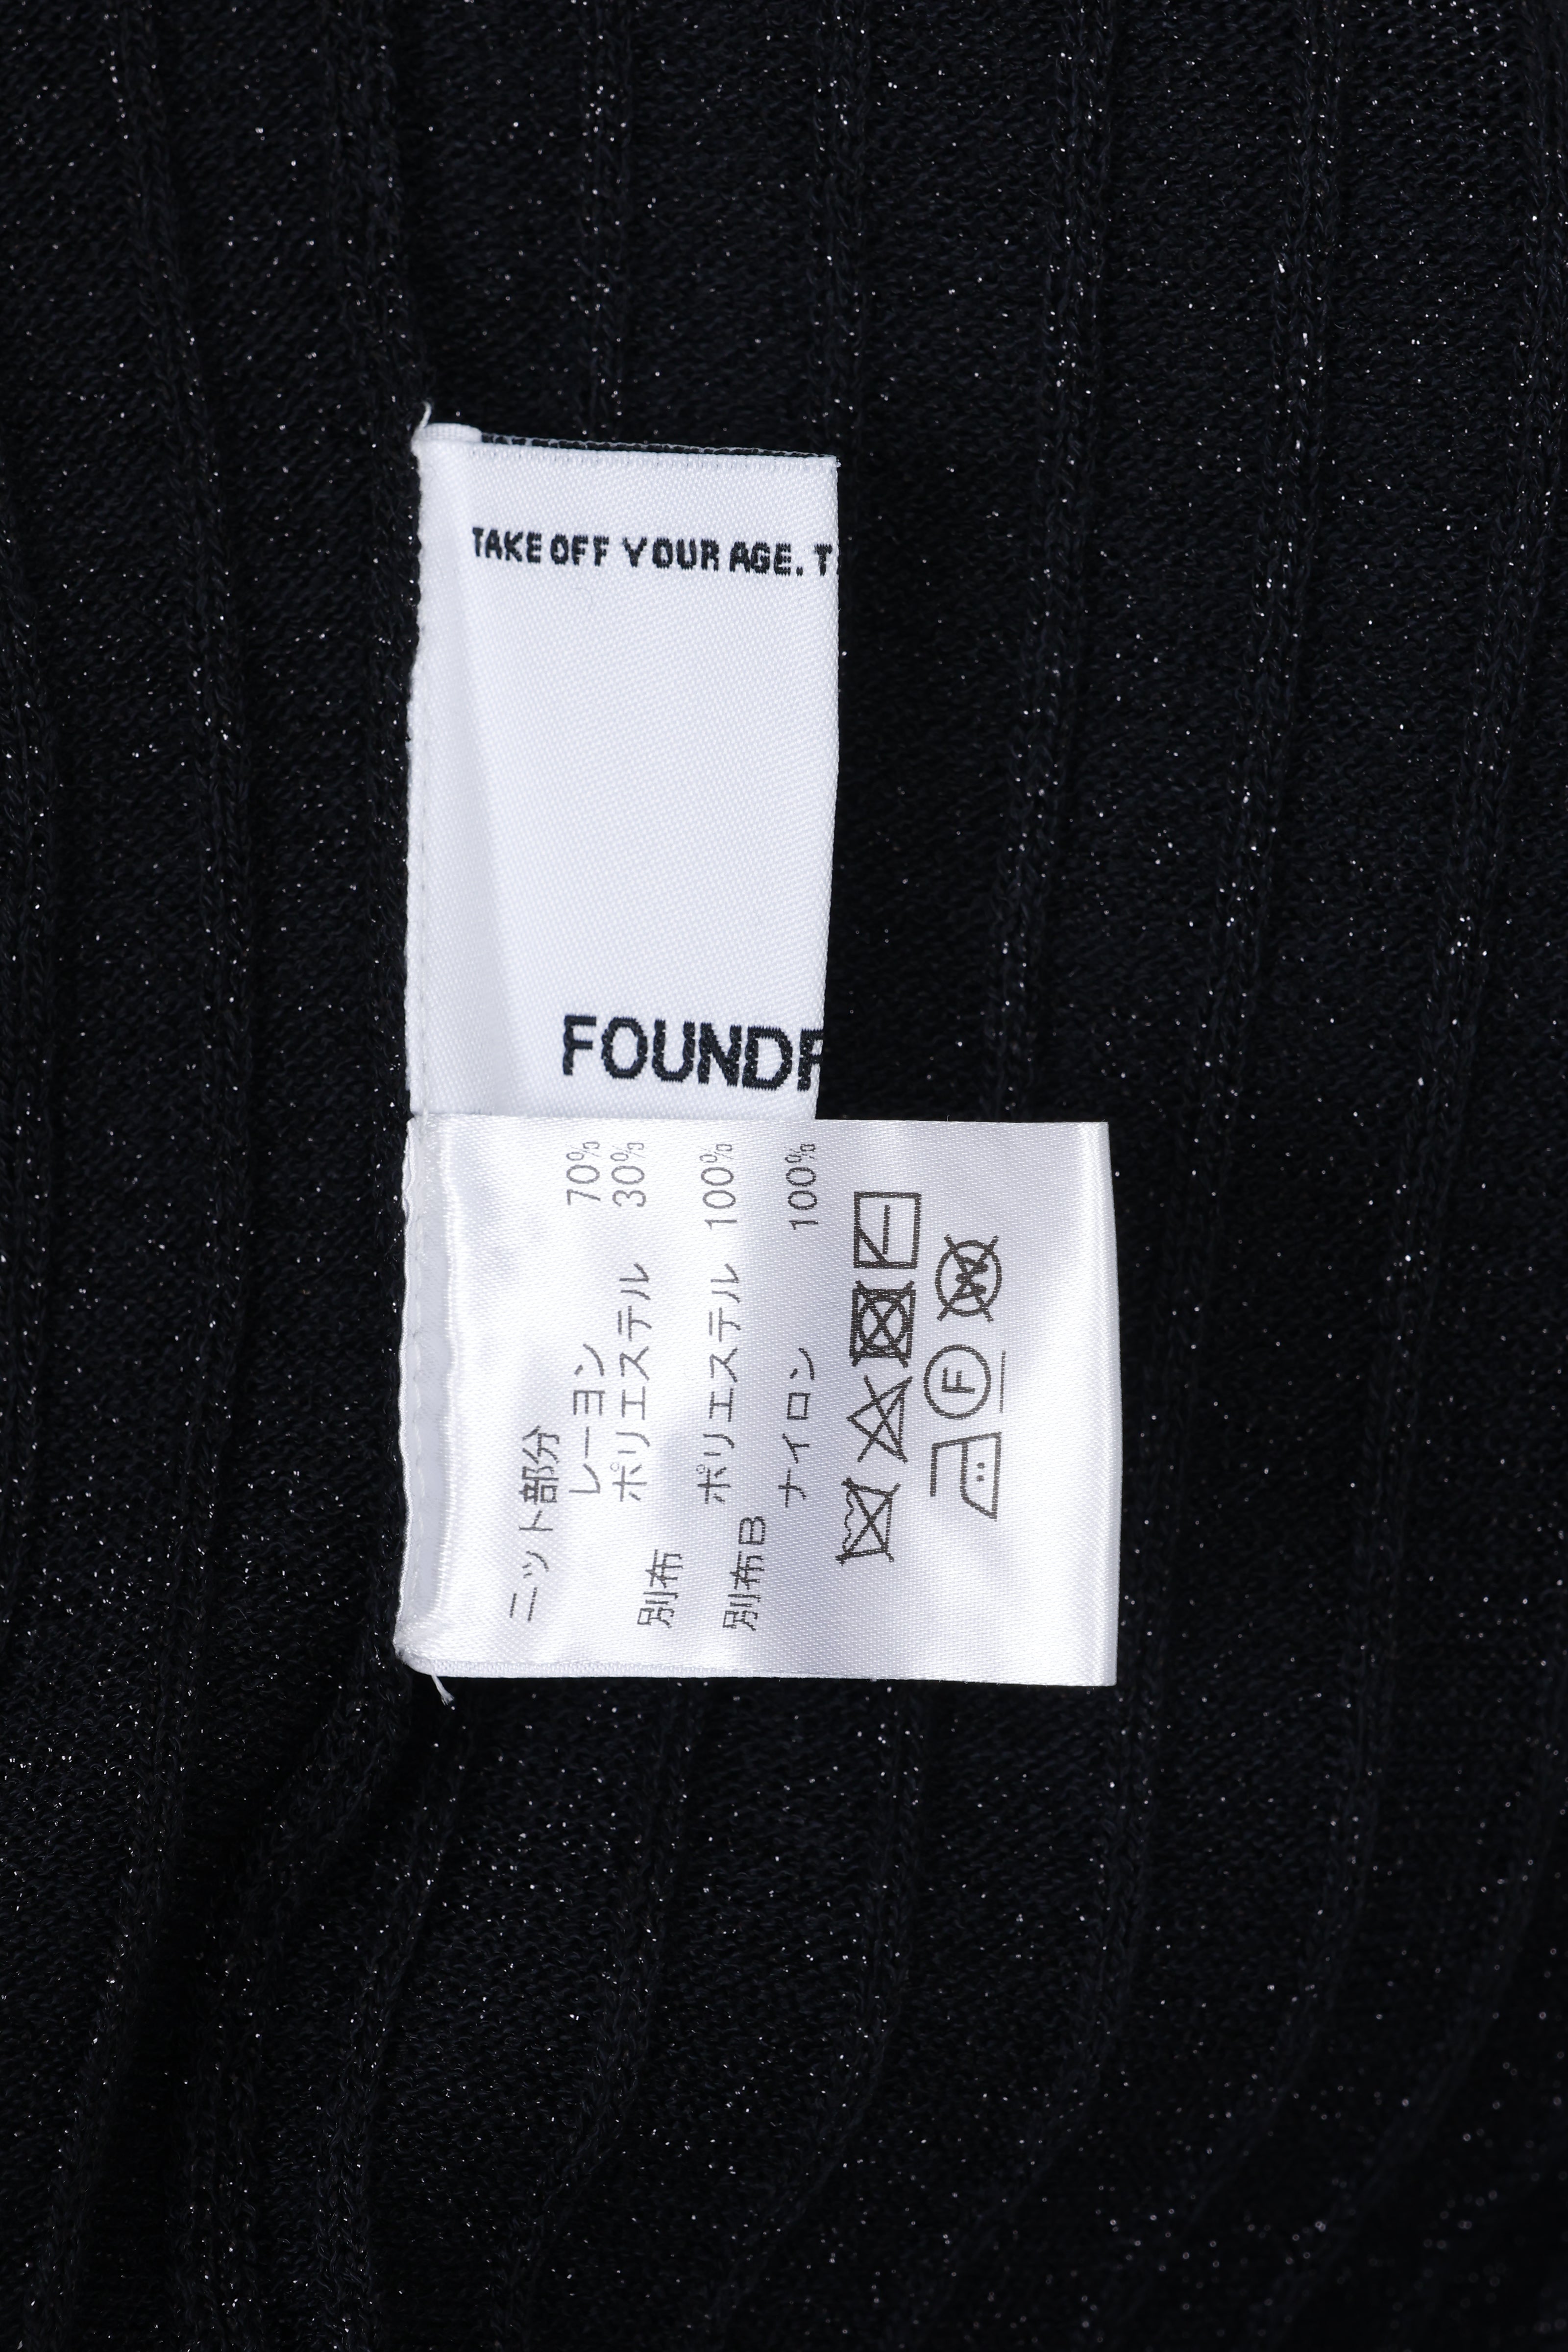 TAKE OFF YOUR AGE. T
FOUND
ニット部分
レーヨン 70%
ポリエステル 30%
別布
ポリエステル 100%
別布B
ナイロン 100%
F
W